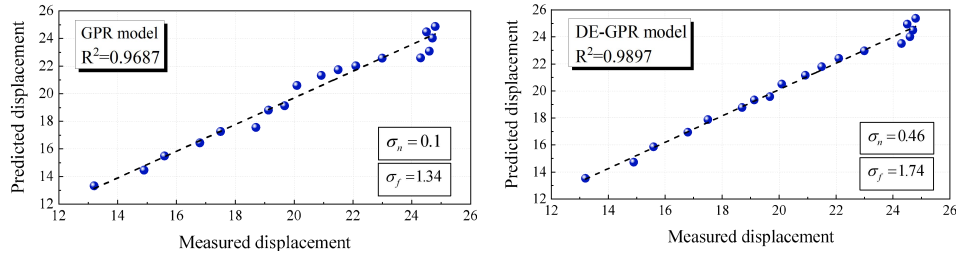 GPR model
R²=0.9687
σn = 0.1
σf = 1.34
Predicted displacement
26
24
22
20
18
16
14
12
12 14 16 18 20 22 24 26
Measured displacement
DE-GPR model
R²=0.9897
σn = 0.46
σf = 1.74
Predicted displacement
26
24
22
20
18
16
14
12
12 14 16 18 20 22 24 26
Measured displacement